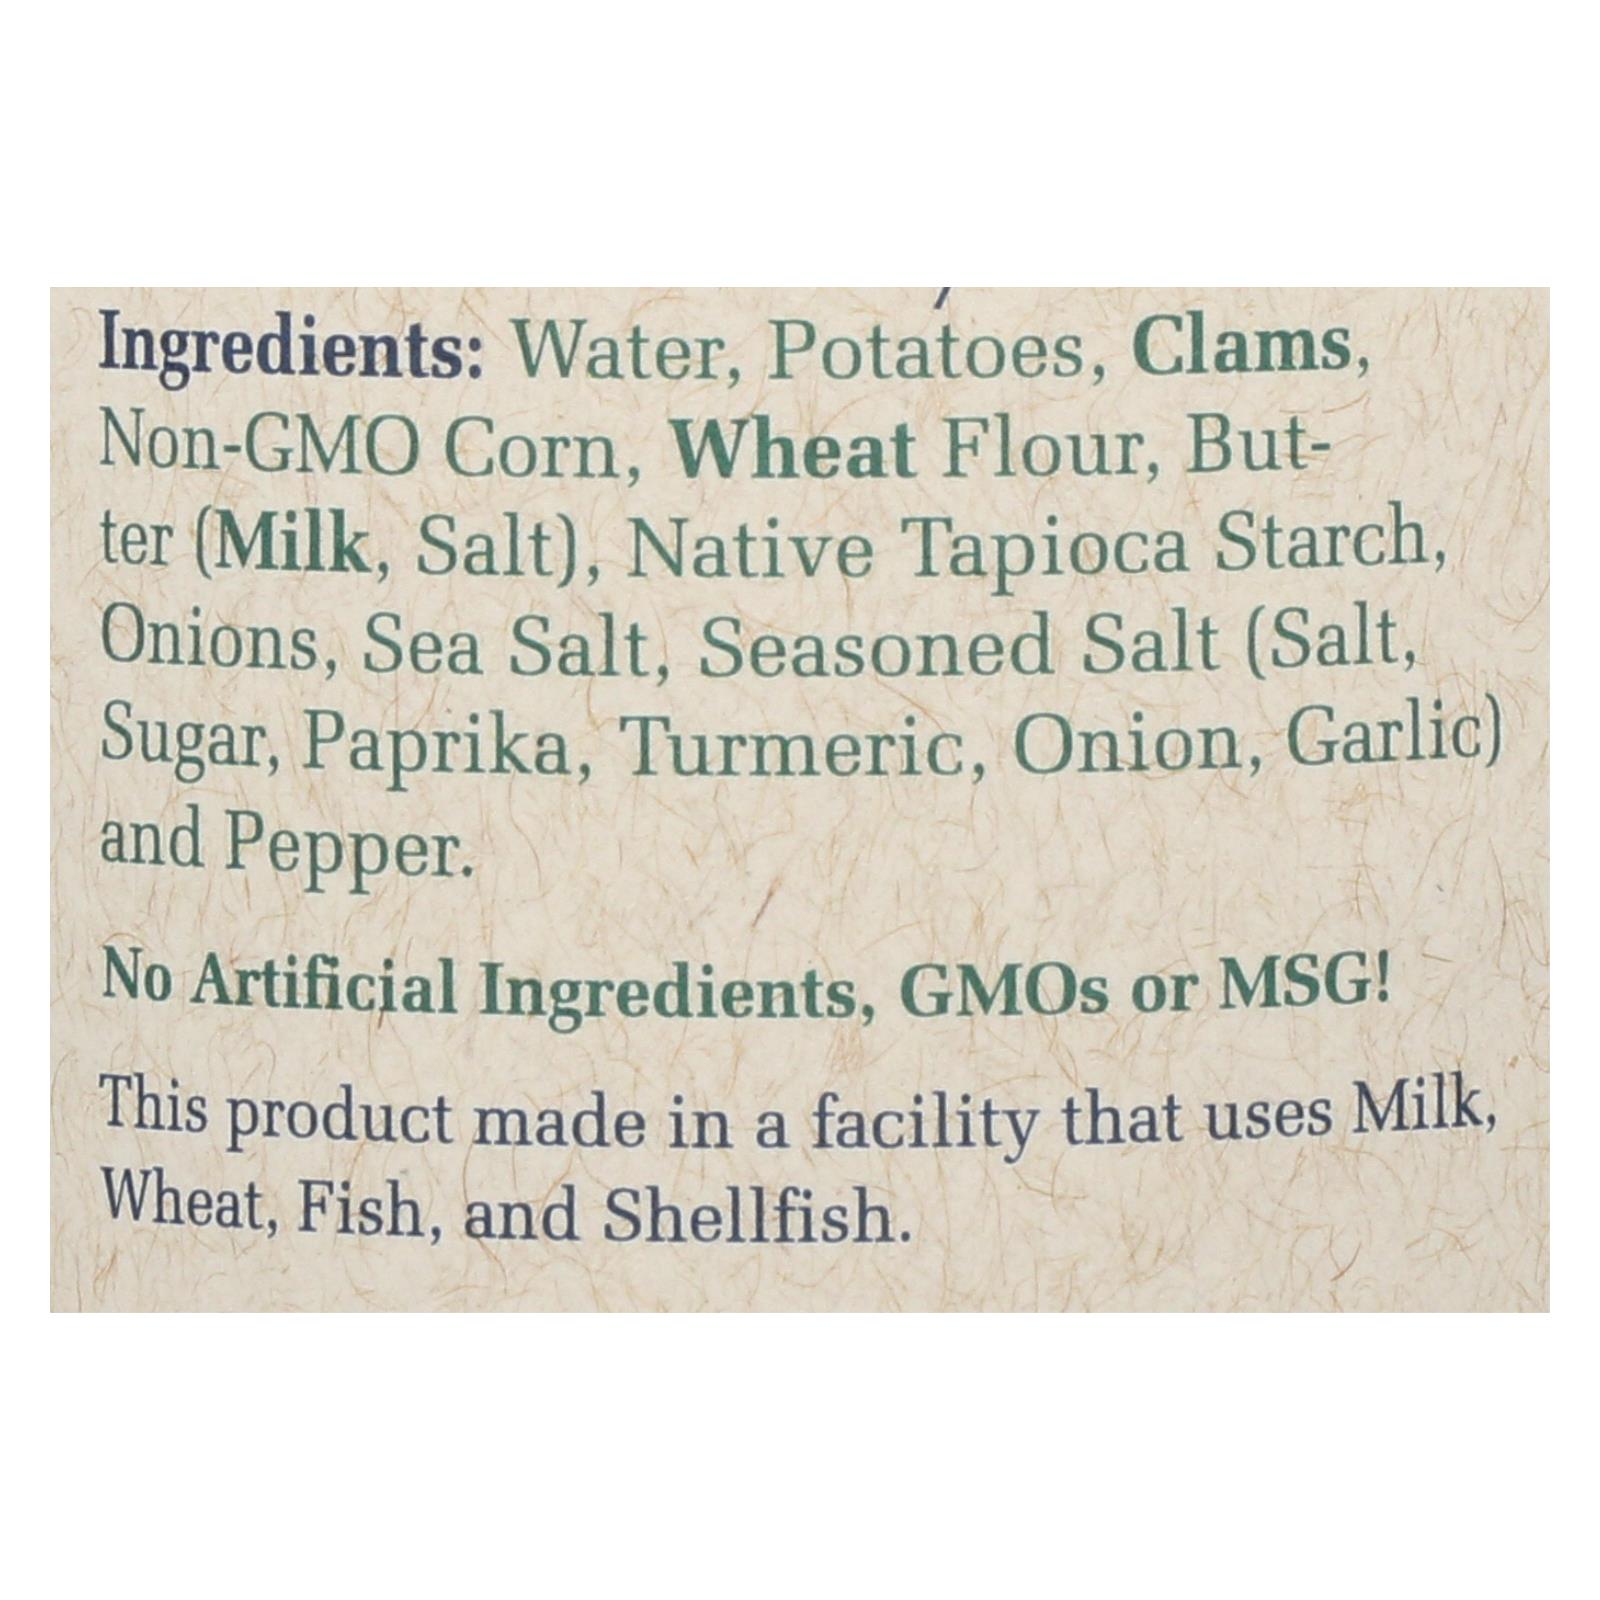 Ingredients: Water, Potatoes, Clams,
Non-GMO Corn, Wheat Flour, But-
ter (Milk, Salt), Native Tapioca Starch,
Onions, Sea Salt, Seasoned Salt (Salt,
Sugar, Paprika, Turmeric, Onion, Garlic)
and Pepper.
No Artificial Ingredients, GMOs or MSG!
This product made in a facility that uses Milk,
Wheat, Fish, and Shellfish.